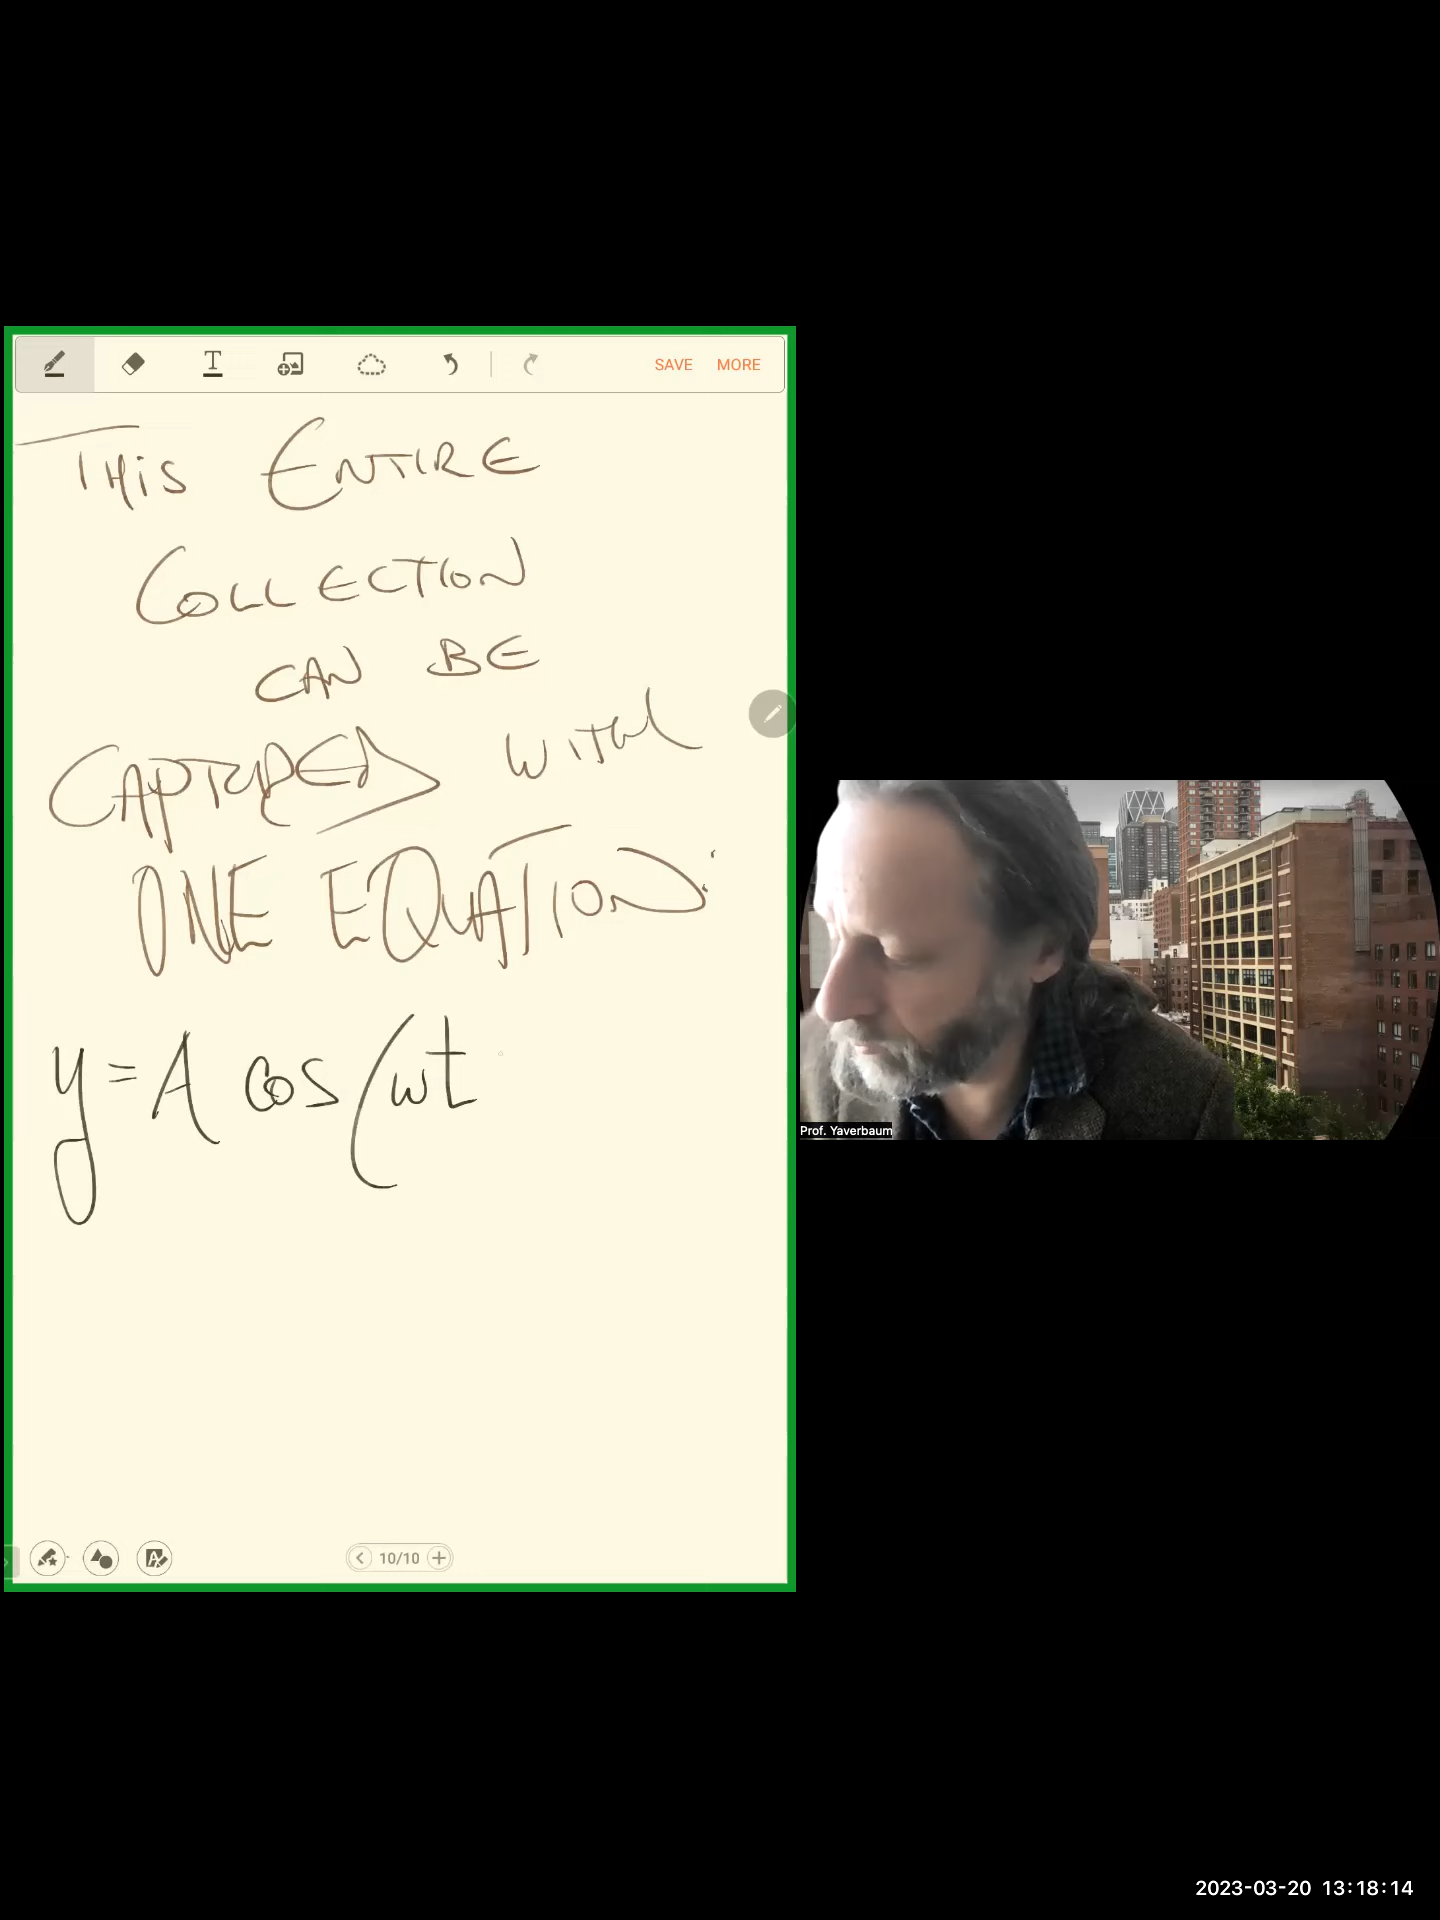 T SAVE MORE
THIS ENTIRE
COLLECTION
CAN BE
CAPTURED WITH
ONE EQUATION:
y = A cos(ωt
Prof. Yaverbaum
10/10
2023-03-20 13:18:14